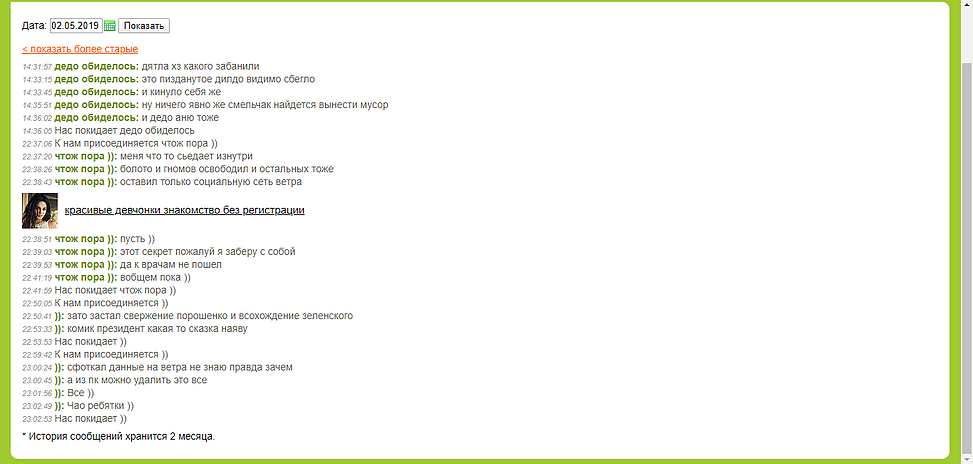 Дата: 02.05.2019 Показать
< показать более старые
14:31:57 дедо обиделось: дятла хз какого забанили
14:33:15 дедо обиделось: это пизданутое дилдо видимо сбегло
14:33:45 дедо обиделось: и кинуло себя же
14:35:51 дедо обиделось: ну ничего явно же смельчак найдется вынести мусор
14:36:02 дедо обиделось: и дедо аню тоже
14:36:05 Нас покидает дедо обиделось
22:37:06 К нам присоединяется чтож пора ))
22:37:20 чтож пора )): меня что то сьедает изнутри
22:38:26 чтож пора )): болото и гномов освободил и остальных тоже
22:38:43 чтож пора )): оставил только социальную сеть ветра
красивые девчонки знакомство без регистрации
22:38:51 чтож пора )): пусть ))
22:39:03 чтож пора )): этот секрет пожалуй я заберу с собой
22:39:53 чтож пора )): да к врачам не пошел
22:41:19 чтож пора )): вобщем пока ))
22:41:59 Нас покидает чтож пора ))
22:50:05 К нам присоединяется ))
22:50:41 )): зато застал свержение порошенко и всохождение зеленского
22:53:33 )): комик президент какая то сказка наяву
22:53:53 Нас покидает ))
22:59:42 К нам присоединяется ))
23:00:24 )): сфоткал данные на ветра не знаю правда зачем
23:00:45 )): а из пк можно удалить это все
23:01:56 )): Все ))
23:02:49 )): Чао ребятки ))
23:02:53 Нас покидает ))
* История сообщений хранится 2 месяца.